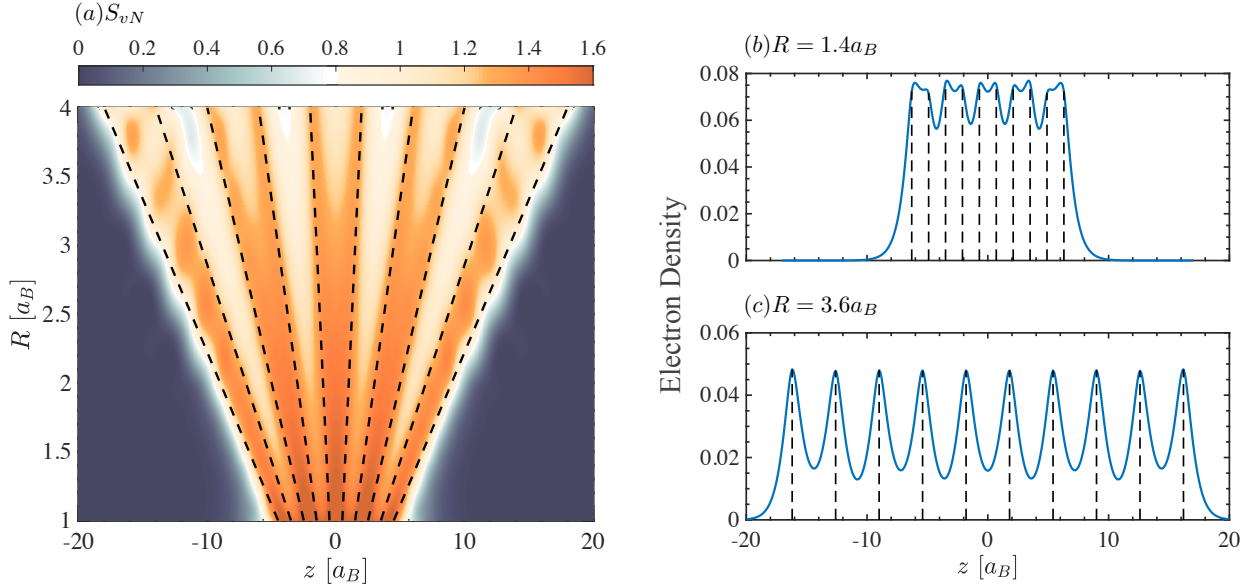 (a)S_{vN}
0 0.2 0.4 0.6 0.8 1 1.2 1.4 1.6
4
3.5
3
2.5
2
1.5
1
R [a_B]
-20 -10 0 10 20
z [a_B]
Electron Density
(b)R = 1.4a_B
0.08
0.06
0.04
0.02
0
(c)R = 3.6a_B
0.06
0.04
0.02
0
-20 -10 0 10 20
z [a_B]